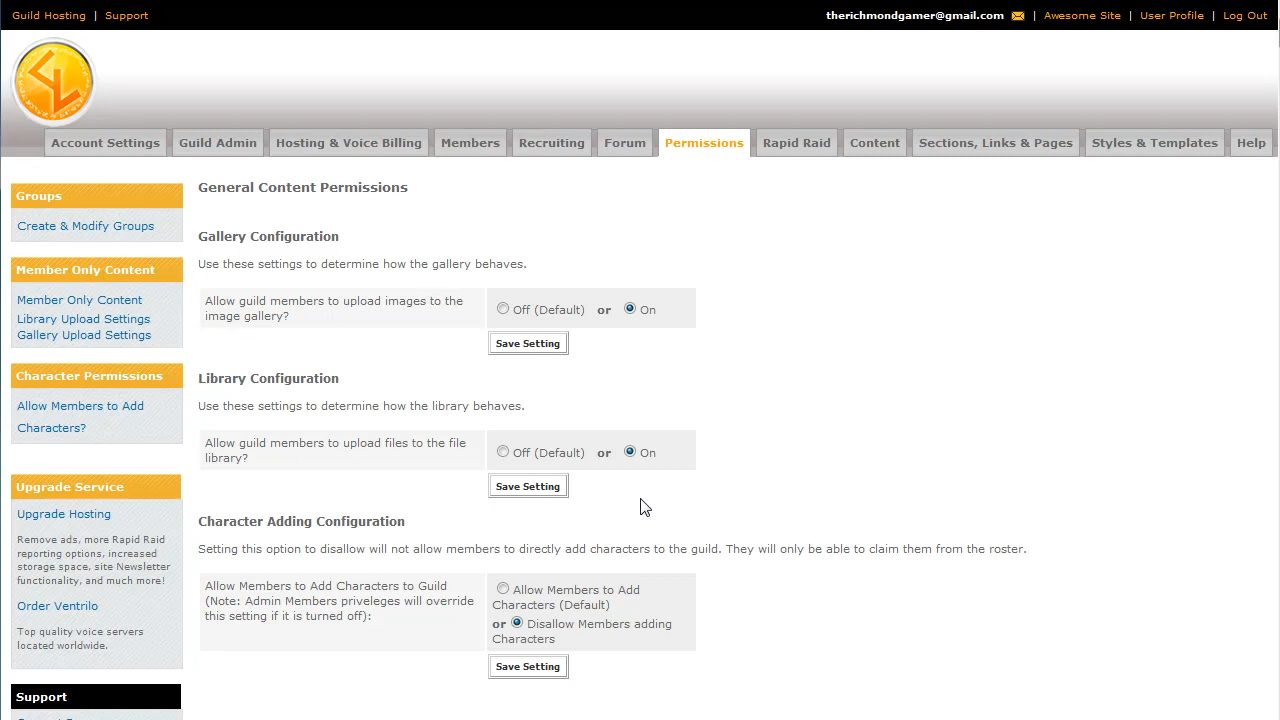 Guild Hosting | Support
therichmondgamer@gmail.com | Awesome Site | User Profile | Log Out
Account Settings
Guild Admin
Hosting & Voice Billing
Members
Recruiting
Forum
Permissions
Rapid Raid
Content
Sections, Links & Pages
Styles & Templates
Help
Groups
Create & Modify Groups
Member Only Content
Member Only Content
Library Upload Settings
Gallery Upload Settings
Character Permissions
Allow Members to Add
Characters?
Upgrade Service
Upgrade Hosting
Remove ads, more Rapid Raid
reporting options, increased
storage space, site Newsletter
functionality, and much more!
Order Ventrilo
Top quality voice servers
located worldwide.
Support
General Content Permissions
Gallery Configuration
Use these settings to determine how the gallery behaves.
Allow guild members to upload images to the
image gallery?
Off (Default) or On
Save Setting
Library Configuration
Use these settings to determine how the library behaves.
Allow guild members to upload files to the file
library?
Off (Default) or On
Save Setting
Character Adding Configuration
Setting this option to disallow will not allow members to directly add characters to the guild. They will only be able to claim them from the roster.
Allow Members to Add Characters to Guild
(Note: Admin Members priveleges will override
this setting if it is turned off):
Allow Members to Add
Characters (Default)
or Disallow Members adding
Characters
Save Setting